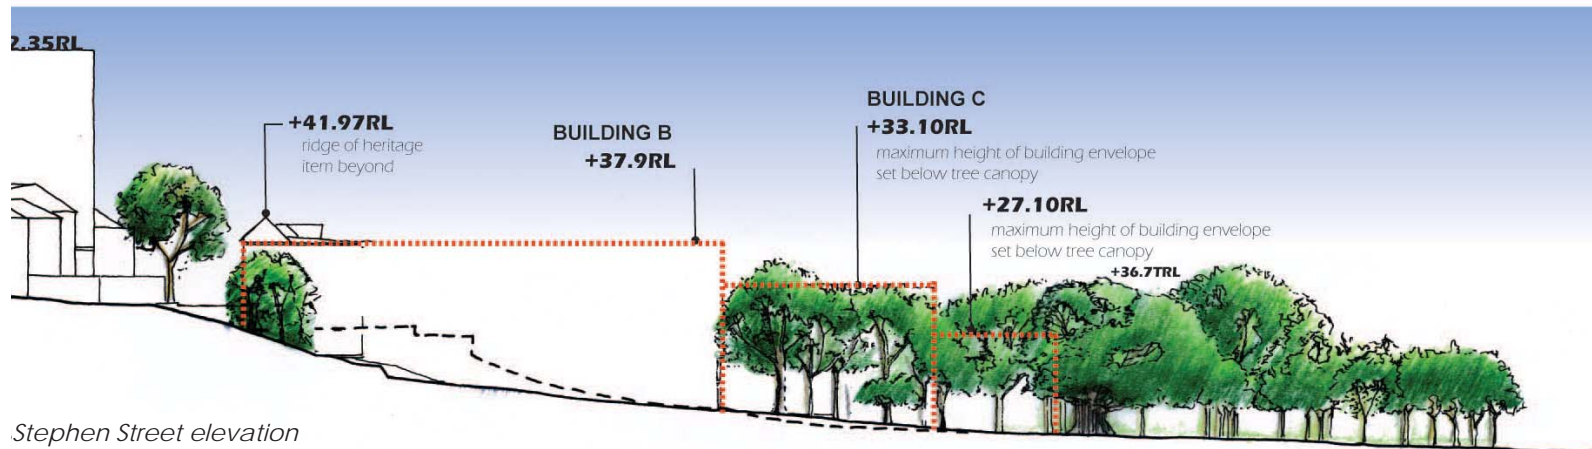 2.35RL
+41.97RL
ridge of heritage
item beyond
BUILDING B
+37.9RL
BUILDING C
+33.10RL
maximum height of building envelope
set below tree canopy
+27.10RL
maximum height of building envelope
set below tree canopy
+36.7TRL
Stephen Street elevation